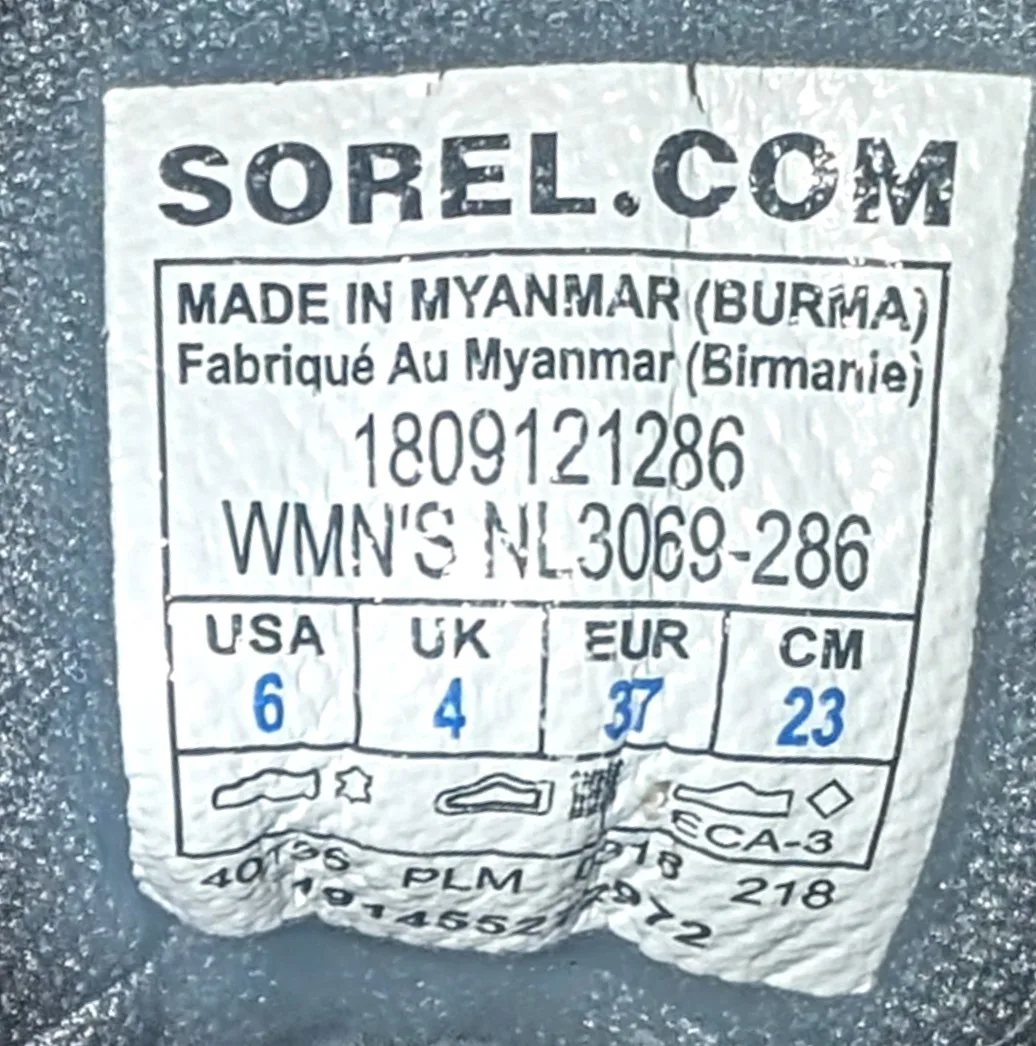 SOREL.COM
MADE IN MYANMAR (BURMA)
Fabriqué Au Myanmar (Birmanie)
1809121286
WMN'S NL3069-286
USA UK EUR CM
6 4 37 23
ECA-3
PLM 218